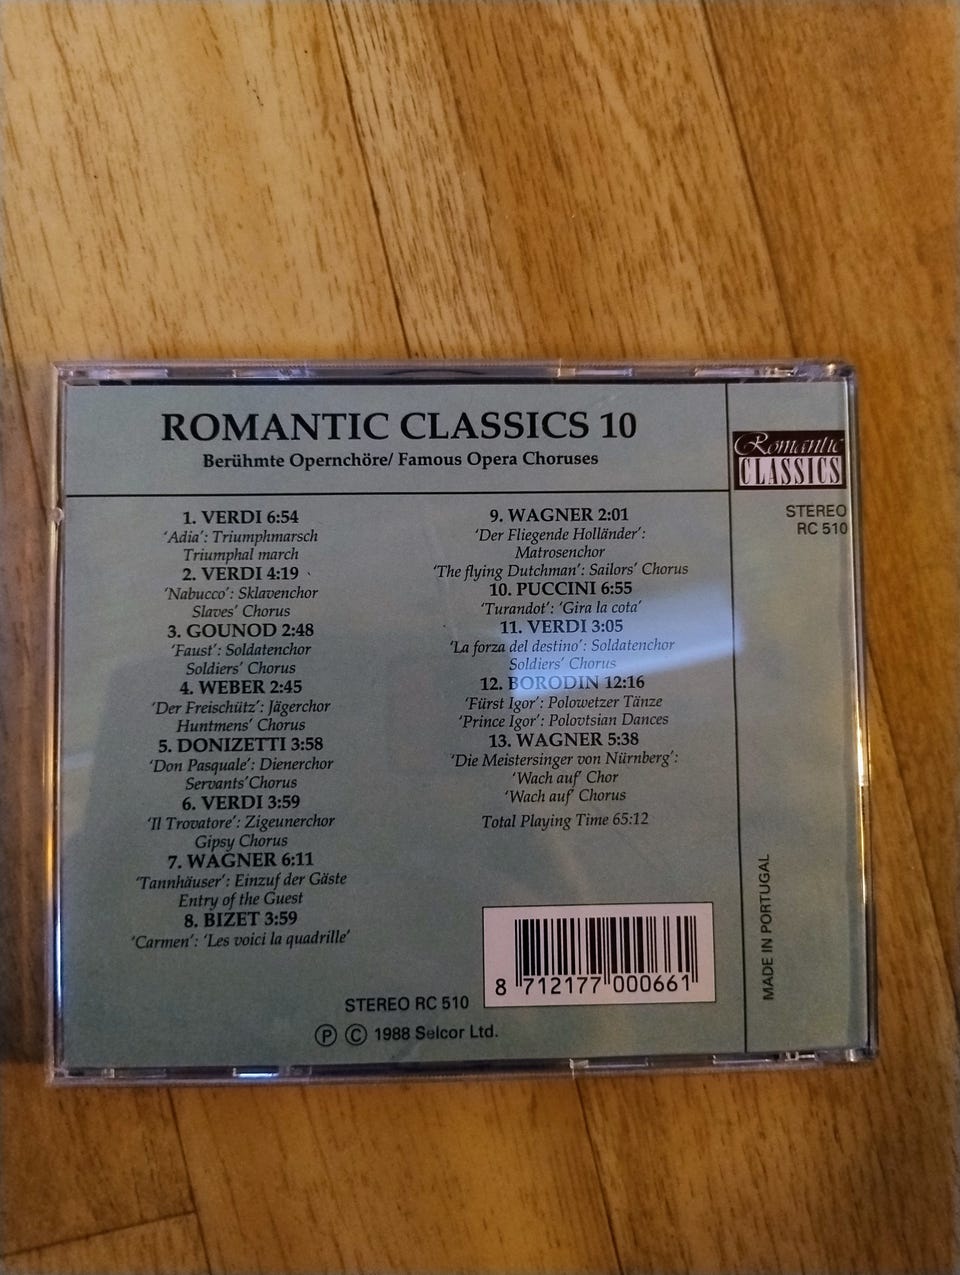 ROMANTIC CLASSICS 10
Berühmte Opernchöre/ Famous Opera Choruses
1. VERDI 6:54
'Adia': Triumphmarsch
Triumphal march
2. VERDI 4:19
'Nabucco': Sklavenchor
Slaves' Chorus
3. GOUNOD 2:48
'Faust': Soldatenchor
Soldiers' Chorus
4. WEBER 2:45
'Der Freischütz': Jägerchor
Huntmens' Chorus
5. DONIZETTI 3:58
'Don Pasquale': Dienerchor
Servants'Chorus
6. VERDI 3:59
'Il Trovatore': Zigeunerchor
Gipsy Chorus
7. WAGNER 6:11
'Tannhäuser': Einzuf der Gäste
Entry of the Guest
8. BIZET 3:59
'Carmen': 'Les voici la quadrille'
9. WAGNER 2:01
'Der Fliegende Holländer':
Matrosenchor
'The flying Dutchman': Sailors' Chorus
10. PUCCINI 6:55
'Turandot': 'Gira la cota'
11. VERDI 3:05
'La forza del destino': Soldatenchor
Soldiers' Chorus
12. BORODIN 12:16
'Fürst Igor': Polowetzer Tänze
'Prince Igor': Polovtsian Dances
13. WAGNER 5:38
'Die Meistersinger von Nürnberg':
'Wach auf' Chor
'Wach auf' Chorus
Total Playing Time 65:12
8 712177 000661
STEREO RC 510
Ⓟ © 1988 Selcor Ltd.
Romantic
CLASSICS
STEREO
RC 510
MADE IN PORTUGAL